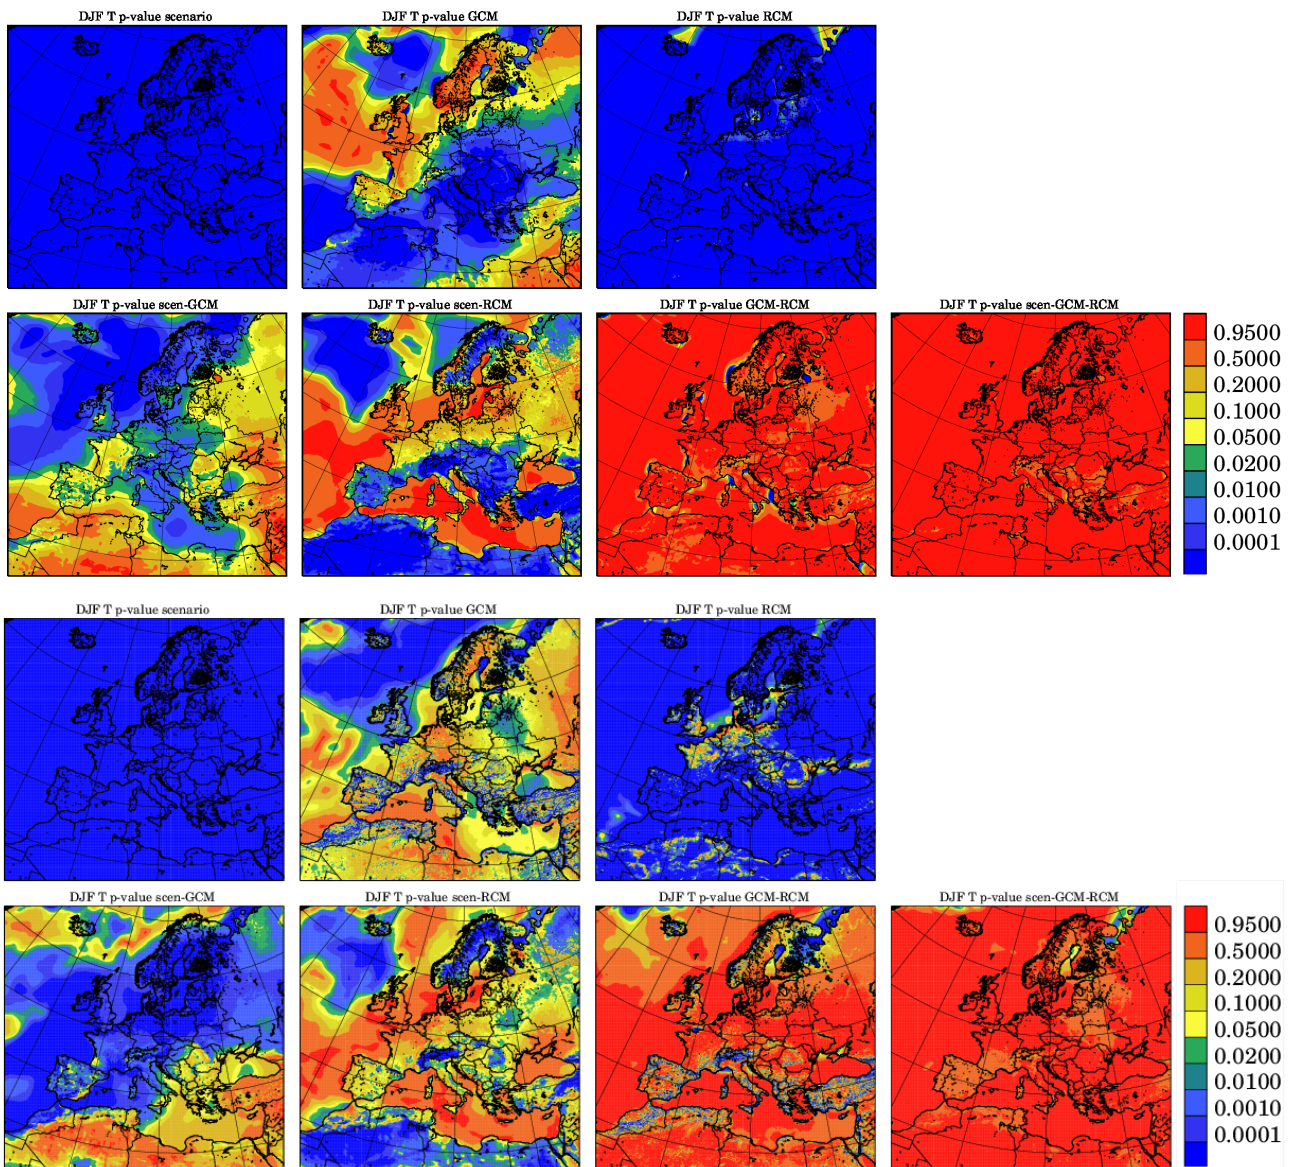 DJF T p-value scenario
DJF T p-value GCM
DJF T p-value RCM
DJF T p-value scen-GCM
DJF T p-value scen-RCM
DJF T p-value GCM-RCM
DJF T p-value scen-GCM-RCM
0.9500
0.5000
0.2000
0.1000
0.0500
0.0200
0.0100
0.0010
0.0001
DJF T p-value scenario
DJF T p-value GCM
DJF T p-value RCM
DJF T p-value scen-GCM
DJF T p-value scen-RCM
DJF T p-value GCM-RCM
DJF T p-value scen-GCM-RCM
0.9500
0.5000
0.2000
0.1000
0.0500
0.0200
0.0100
0.0010
0.0001